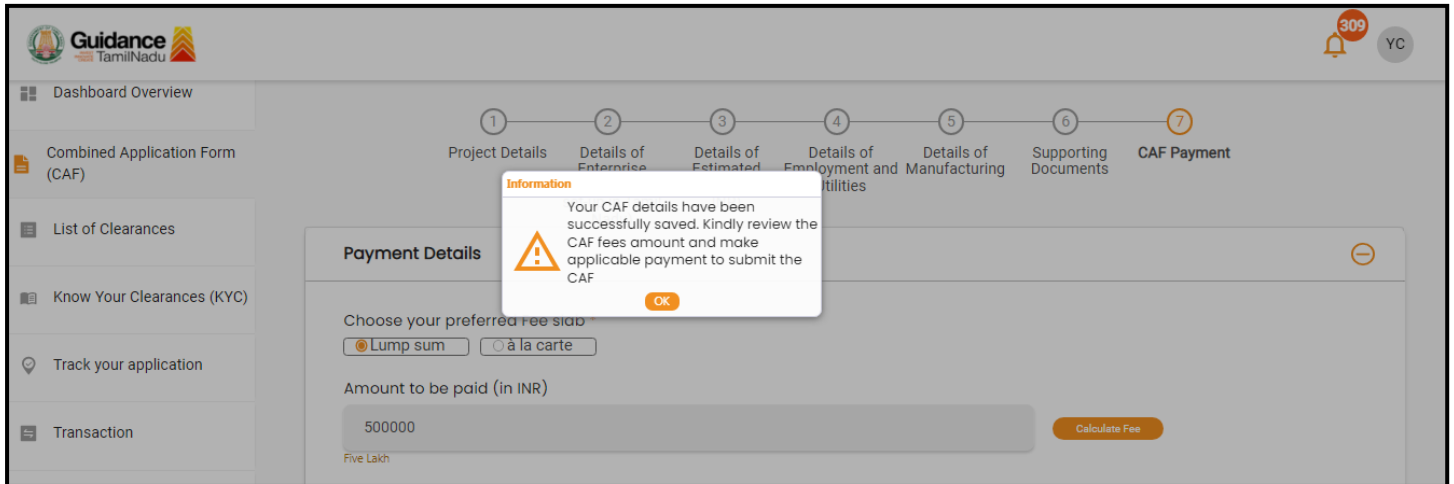 Guidance
TamilNadu
309
YC
Dashboard Overview
Combined Application Form
(CAF)
List of Clearances
Know Your Clearances (KYC)
Track your application
Transaction
1
2
3
4
5
6
7
Project Details
Details of
Enterprise
Details of
Estimated
Details of
Employment and
Utilities
Details of
Manufacturing
Supporting
Documents
CAF Payment
Information
Your CAF details have been
successfully saved. Kindly review the
CAF fees amount and make
applicable payment to submit the
CAF
OK
Payment Details
Choose your preferred Fee slab *
Lump sum
à la carte
Amount to be paid (in INR)
500000
Calculate Fee
Five Lakh